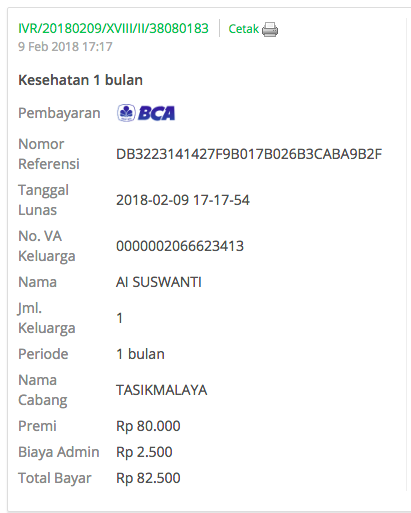 IVR/20180209/XVIII/II/38080183 Cetak
9 Feb 2018 17:17
Kesehatan 1 bulan
Pembayaran BCA
Nomor Referensi DB3223141427F9B017B026B3CABA9B2F
Tanggal Lunas 2018-02-09 17-17-54
No. VA Keluarga 0000002066623413
Nama AI SUSWANTI
Jml. Keluarga 1
Periode 1 bulan
Nama Cabang TASIKMALAYA
Premi Rp 80.000
Biaya Admin Rp 2.500
Total Bayar Rp 82.500